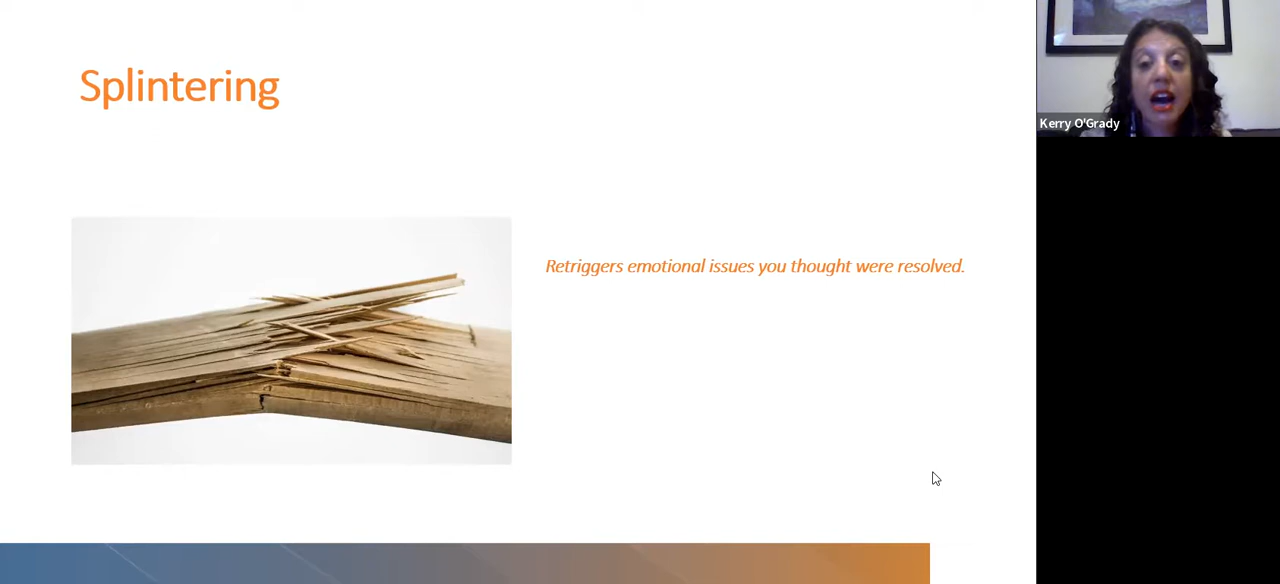 Splintering
Retriggers emotional issues you thought were resolved.
Kerry O'Grady